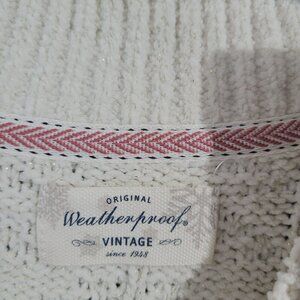 ORIGINAL
Weatherproof®
VINTAGE
since 1948